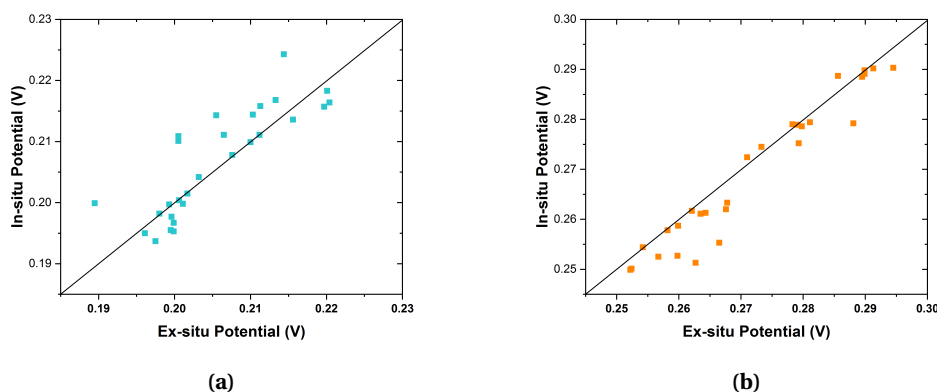 0.23
0.22
0.21
0.20
0.19
In-situ Potential (V)
0.19 0.20 0.21 0.22 0.23
Ex-situ Potential (V)
(a)
0.30
0.29
0.28
0.27
0.26
0.25
In-situ Potential (V)
0.25 0.26 0.27 0.28 0.29 0.30
Ex-situ Potential (V)
(b)